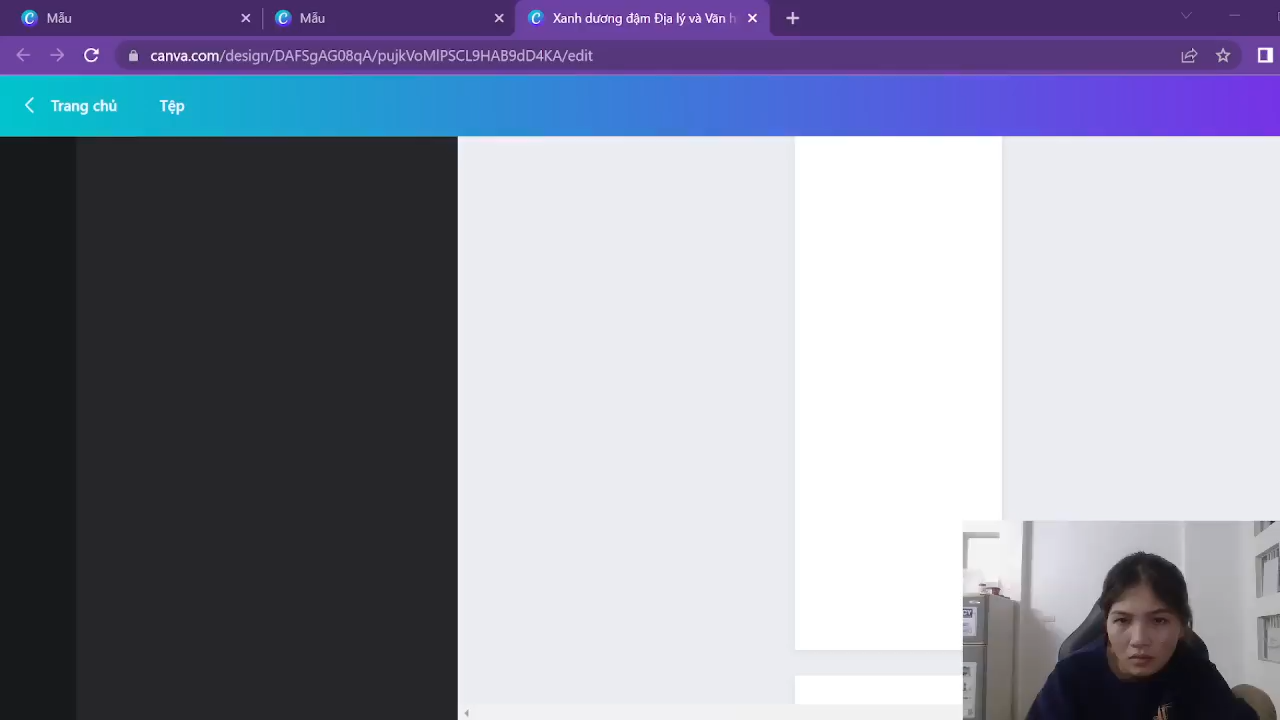 Mẫu
Mẫu
Xanh dương đậm Địa lý và Văn h
canva.com/design/DAFSgAG08qA/pujkVoMlPSCL9HAB9dD4KA/edit
Trang chủ
Tệp